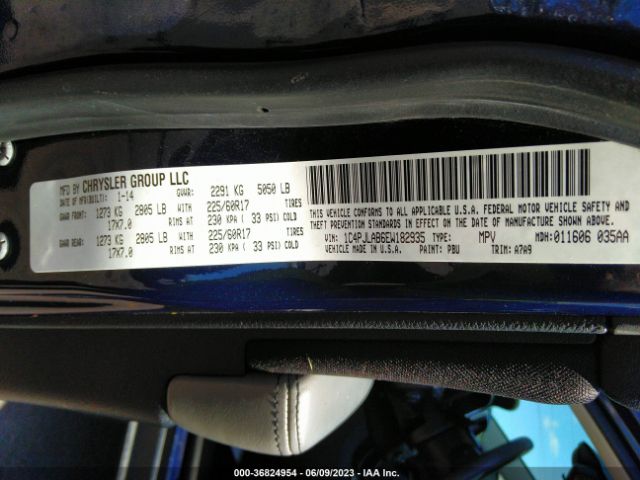 MFD BY CHRYSLER GROUP LLC
DATE OF MFR(BUILT): 1-14 GVWR: 2291 KG 5050 LB
GAWR FRONT: 1273 KG 2805 LB WITH 225/60R17 TIRES
17X7.0 RIMS AT 230 KPA ( 33 PSI) COLD
GAWR REAR: 1273 KG 2805 LB WITH 225/60R17 TIRES
17X7.0 RIMS AT 230 KPA ( 33 PSI) COLD
THIS VEHICLE CONFORMS TO ALL APPLICABLE U.S.A. FEDERAL MOTOR VEHICLE SAFETY AND
THEFT PREVENTION STANDARDS IN EFFECT ON THE DATE OF MANUFACTURE SHOWN ABOVE.
VIN: 1C4PJLAB6EW182935 TYPE: MPV MDH: 011606 035AA
VEHICLE MADE IN U.S.A. PAINT: PBU TRIM: A7A9
000-36824954 | 06/09/2023 | IAA Inc.